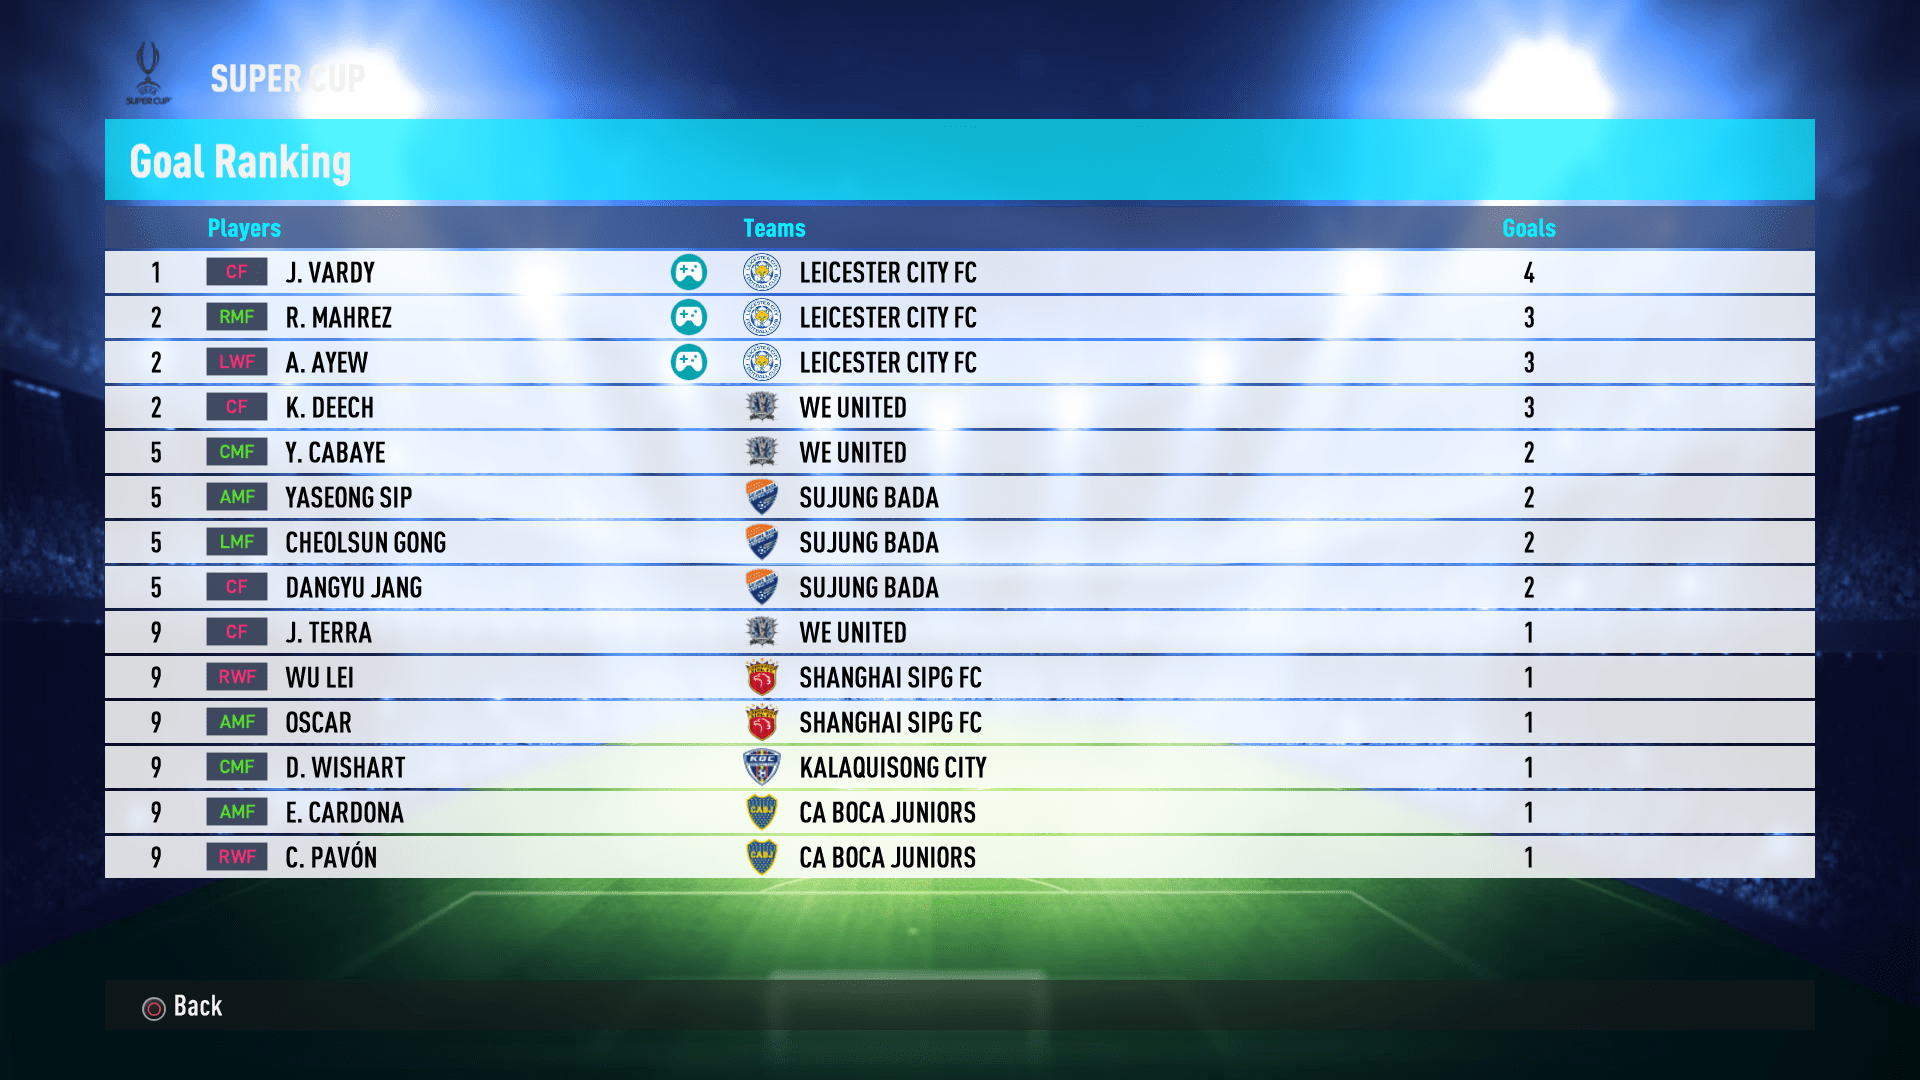 SUPER CUP
SUPER CUP
Goal Ranking
Players Teams Goals
1 CF J. VARDY LEICESTER CITY FC 4
2 RMF R. MAHREZ LEICESTER CITY FC 3
2 LWF A. AYEW LEICESTER CITY FC 3
2 CF K. DEECH WE UNITED 3
5 CMF Y. CABAYE WE UNITED 2
5 AMF YASEONG SIP SUJUNG BADA 2
5 LMF CHEOLSUN GONG SUJUNG BADA 2
5 CF DANGYU JANG SUJUNG BADA 2
9 CF J. TERRA WE UNITED 1
9 RWF WU LEI SHANGHAI SIPG FC 1
9 AMF OSCAR SHANGHAI SIPG FC 1
9 CMF D. WISHART KDC KALAQUISONG CITY 1
9 AMF E. CARDONA CABJ CA BOCA JUNIORS 1
9 RWF C. PAVÓN CABJ CA BOCA JUNIORS 1
Back